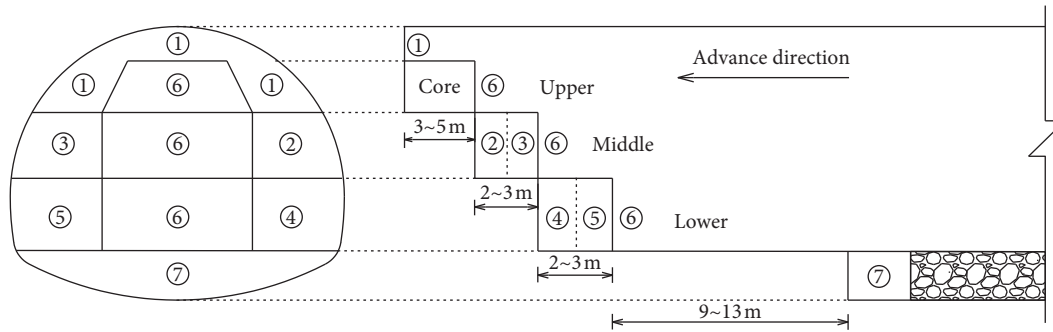 ①
①
Advance direction
① ⑥ ①
Core ⑥ Upper
3~5 m
③ ⑥ ②
② ③ ⑥ Middle
2~3 m
⑤ ⑥ ④
④ ⑤ ⑥ Lower
2~3 m
⑦
⑦
9~13 m